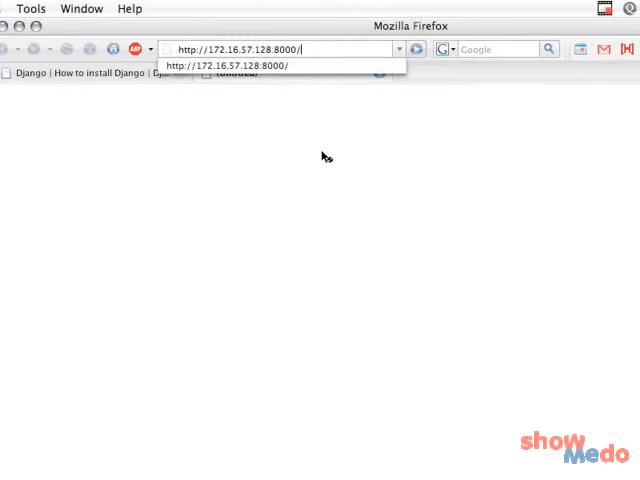 Tools Window Help
Mozilla Firefox
ABP http://172.16.57.128:8000/ G Google
http://172.16.57.128:8000/
Django | How to install Django | Dj
show
medo